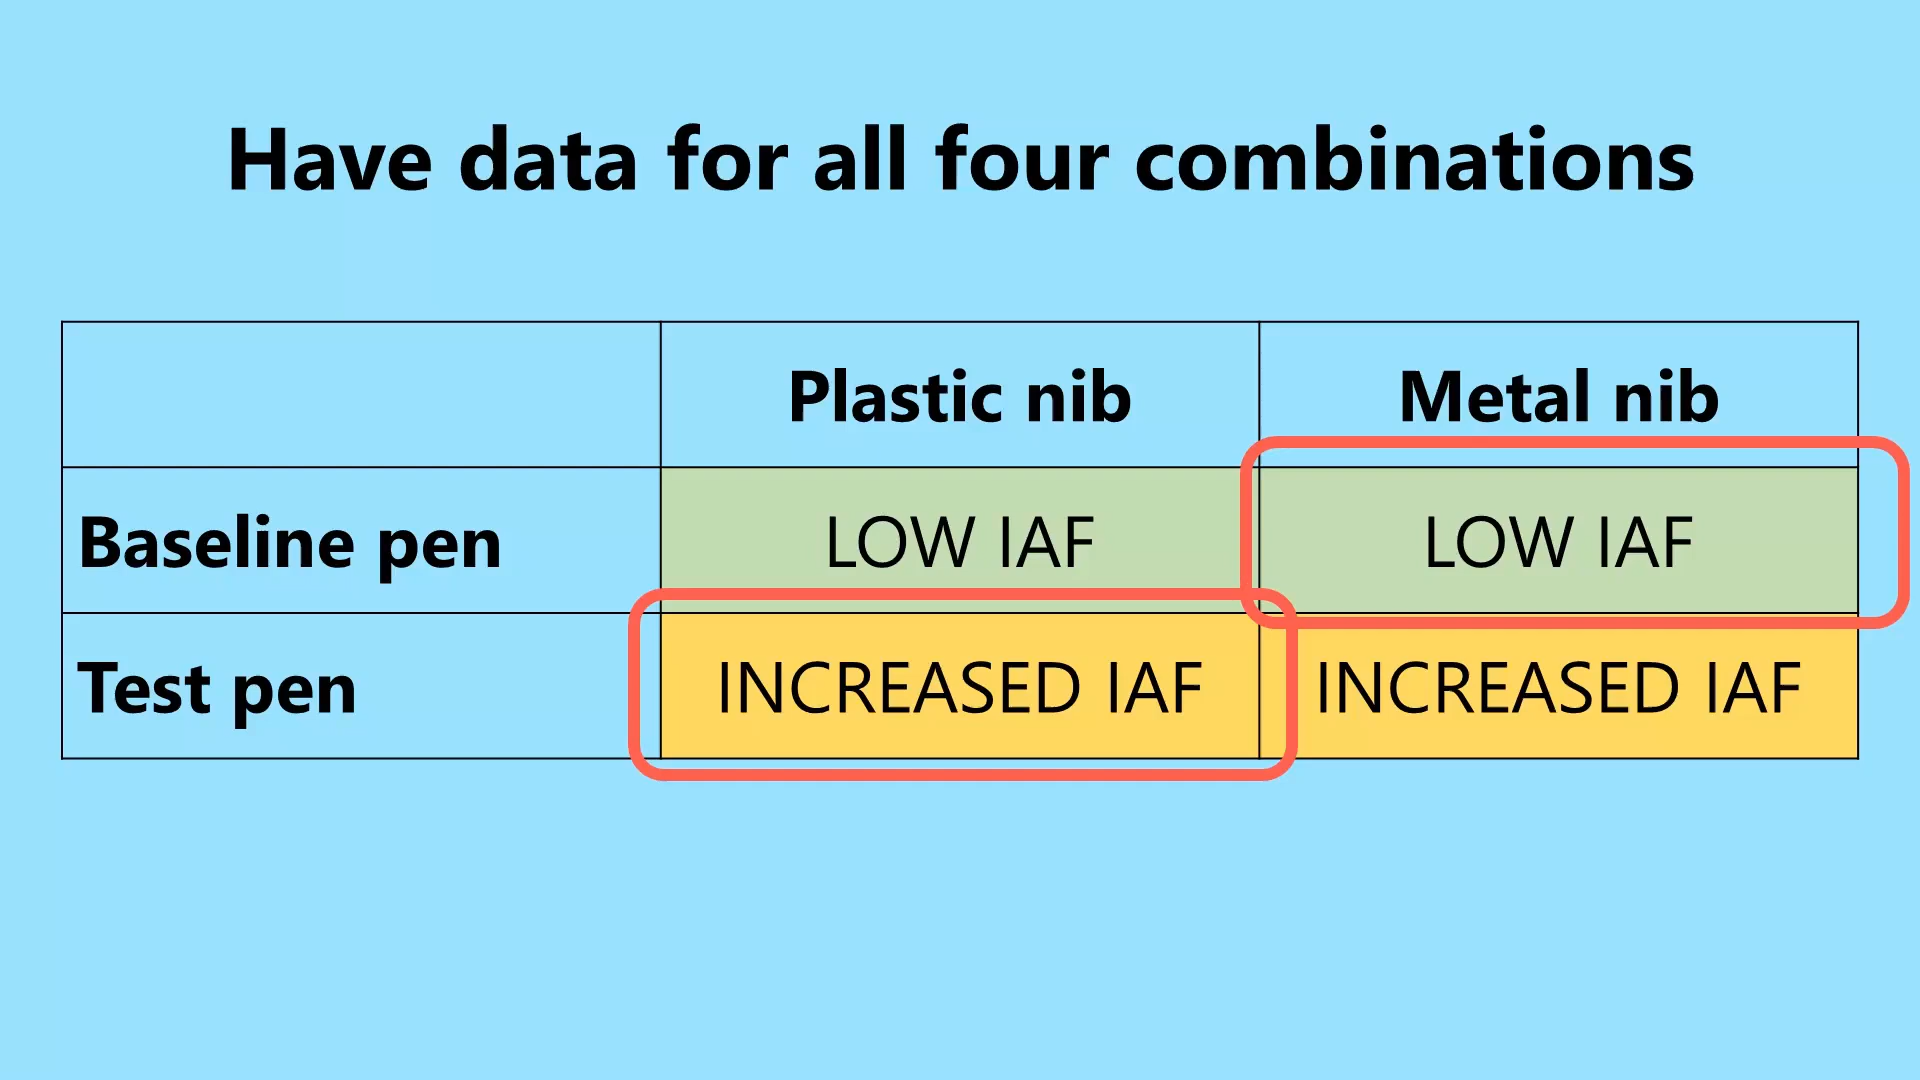 Have data for all four combinations
Plastic nib Metal nib
Baseline pen LOW IAF LOW IAF
Test pen INCREASED IAF INCREASED IAF